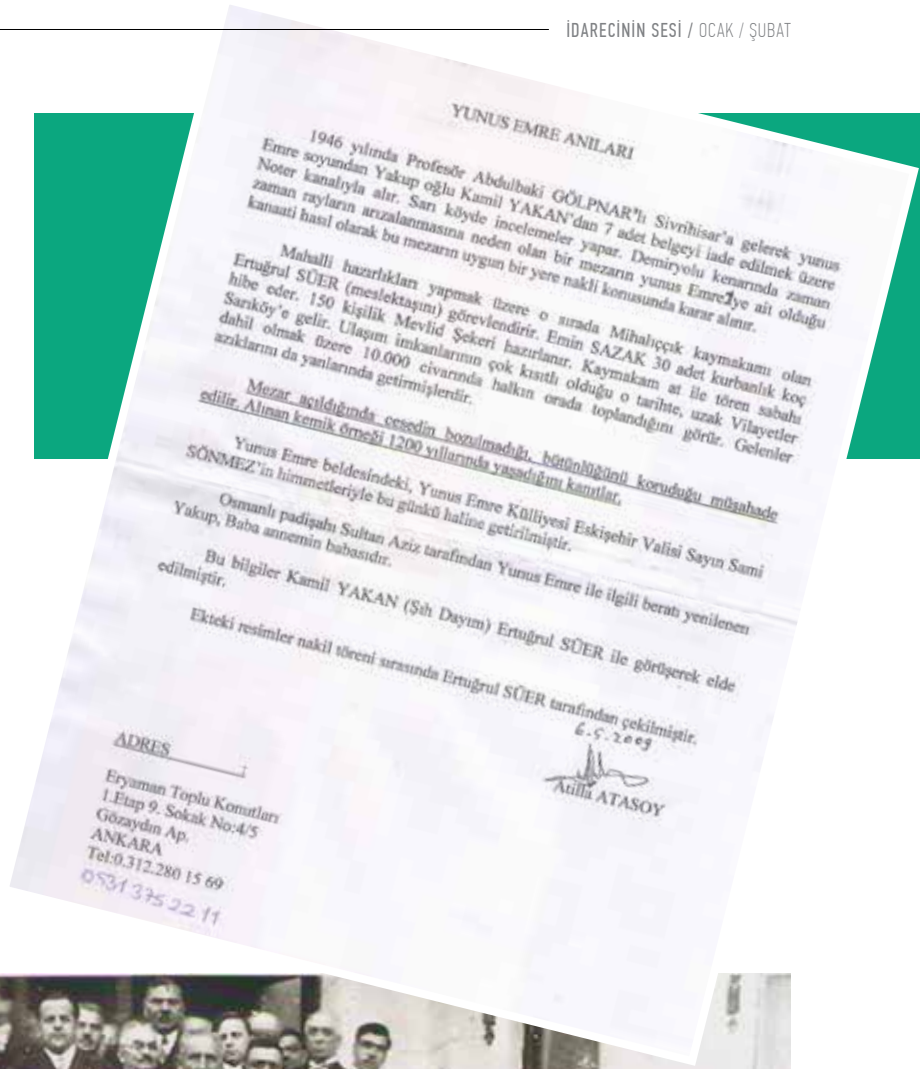 İDARECİNİN SESİ / OCAK / ŞUBAT
YUNUS EMRE ANILARI
1946 yılında Profesör Abdulbaki GÖLPNAR'lı Sivrihisar'a gelerek yunus
Emre soyundan Yakup oğlu Kamil YAKAN'dan 7 adet belgeyi iade edilmek üzere
Noter kanalıyla alır. Sarı köyde incelemeler yapar. Demiryolu kenarında zaman
zaman rayların arızalanmasına neden olan bir mezarın yunus Emre'ye ait olduğu
kanaati hasıl olarak bu mezarın uygun bir yere nakli konusunda karar alınır.
Mahalli hazırlıkları yapmak üzere o sırada Mihalıççık kaymakamı olan
Ertuğrul SÜER (meslektaşını) görevlendirir. Emin SAZAK 30 adet kurbanlık koç
hibe eder. 150 kişilik Mevlid Şekeri hazırlanır. Kaymakam at ile tören sabahı
Sarıköy'e gelir. Ulaşım imkanlarının çok kısıtlı olduğu o tarihte, uzak Vilayetler
dahil olmak üzere 10.000 civarında halkın orada toplandığını görür. Gelenler
azıklarını da yanlarında getirmişlerdir.
Mezar açıldığında cesedin bozulmadığı, bütünlüğünü koruduğu müşahade
edilir. Alınan kemik örneği 1200 yıllarında yaşadığını kanıtlar.
Yunus Emre beldesindeki, Yunus Emre Külliyesi Eskişehir Valisi Sayın Sami
SÖNMEZ'in himmetleriyle bu günkü haline getirilmiştir.
Osmanlı padişahı Sultan Aziz tarafından Yunus Emre ile ilgili beratı yenilenen
Yakup, Baba annemin babasıdır.
Bu bilgiler Kamil YAKAN (Şıh Dayım) Ertuğrul SÜER ile görüşerek elde
edilmiştir.
Ekteki resimler nakil töreni sırasında Ertuğrul SÜER tarafından çekilmiştir.
6.5.2009
Atilla ATASOY
ADRES :
Eryaman Toplu Konutları
1.Etap 9. Sokak No:4/5
Gözaydın Ap.
ANKARA
Tel:0.312.280 15 69
0531 375 22 11